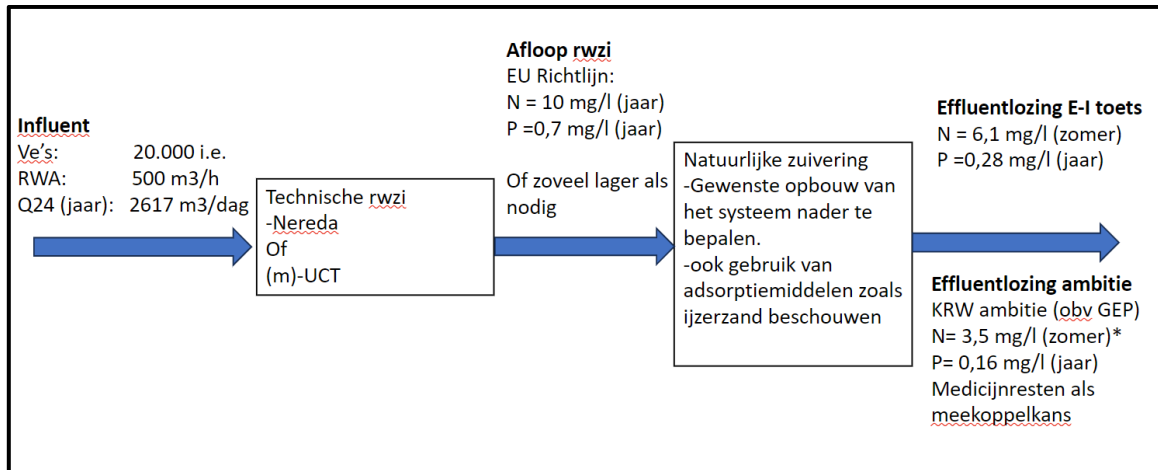 Influent
Ve's: 20.000 i.e.
RWA: 500 m3/h
Q24 (jaar): 2617 m3/dag
Technische rwzi
-Nereda
Of
(m)-UCT
Afloop rwzi
EU Richtlijn:
N = 10 mg/l (jaar)
P =0,7 mg/l (jaar)
Of zoveel lager als
nodig
Natuurlijke zuivering
-Gewenste opbouw van
het systeem nader te
bepalen.
-ook gebruik van
adsorptiemiddelen zoals
ijzerzand beschouwen
Effluentlozing E-I toets
N = 6,1 mg/l (zomer)
P =0,28 mg/l (jaar)
Effluentlozing ambitie
KRW ambitie (obv GEP)
N= 3,5 mg/l (zomer)*
P= 0,16 mg/l (jaar)
Medicijnresten als
meekoppelkans